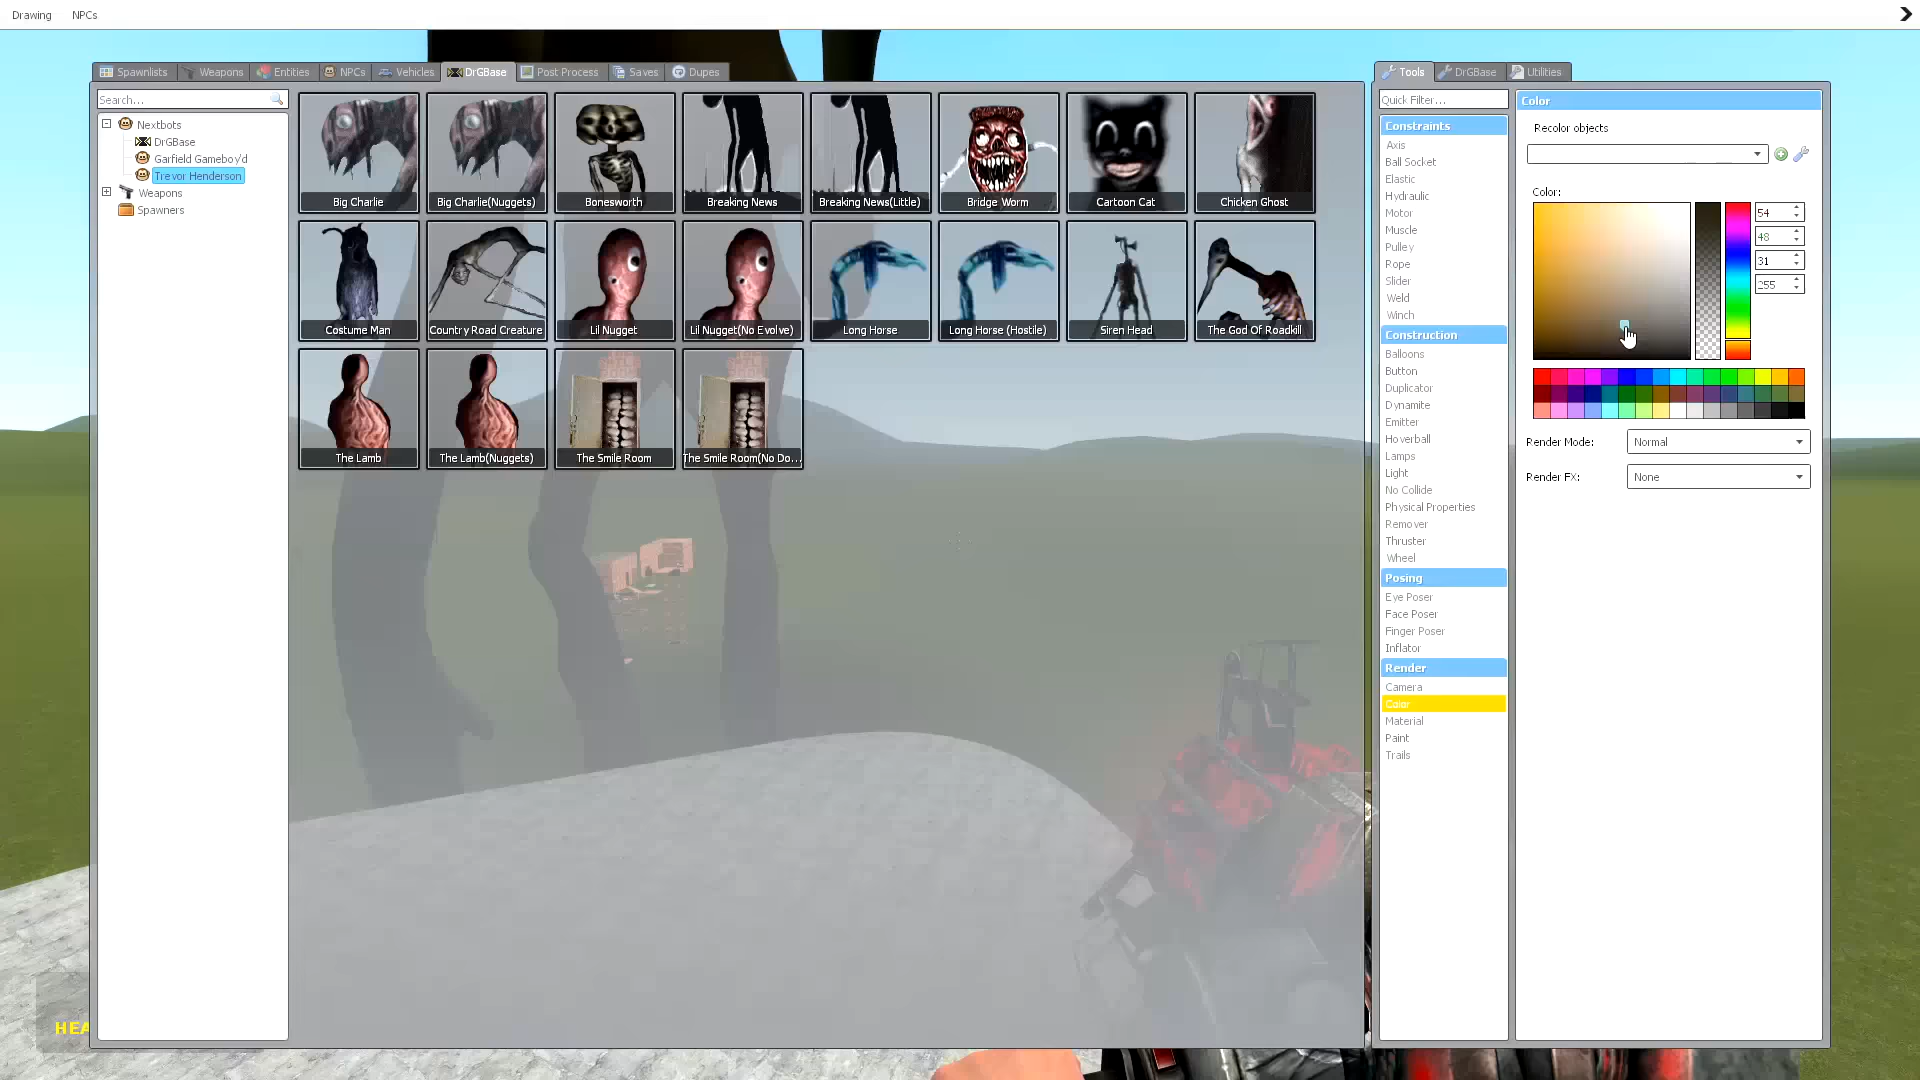 Drawing NPCs
Spawnlists Weapons Entities NPCs Vehicles DrGBase Post Process Saves Dupes
Tools DrGBase Utilities
Search...
Nextbots
DrGBase
Garfield Gameboy'd
Trevor Henderson
Weapons
Spawners
Big Charlie
Big Charlie(Nuggets)
Bonesworth
Breaking News
Breaking News(Little)
Bridge Worm
Cartoon Cat
Chicken Ghost
Costume Man
Country Road Creature
Lil Nugget
Lil Nugget(No Evolve)
Long Horse
Long Horse (Hostile)
Siren Head
The God Of Roadkill
The Lamb
The Lamb(Nuggets)
The Smile Room
The Smile Room(No Do...
HEA
Quick Filter...
Constraints
Axis
Ball Socket
Elastic
Hydraulic
Motor
Muscle
Pulley
Rope
Slider
Weld
Winch
Construction
Balloons
Button
Duplicator
Dynamite
Emitter
Hoverball
Lamps
Light
No Collide
Physical Properties
Remover
Thruster
Wheel
Posing
Eye Poser
Face Poser
Finger Poser
Inflator
Render
Camera
Color
Material
Paint
Trails
Color
Recolor objects
Color:
54
48
31
255
Render Mode: Normal
Render FX: None